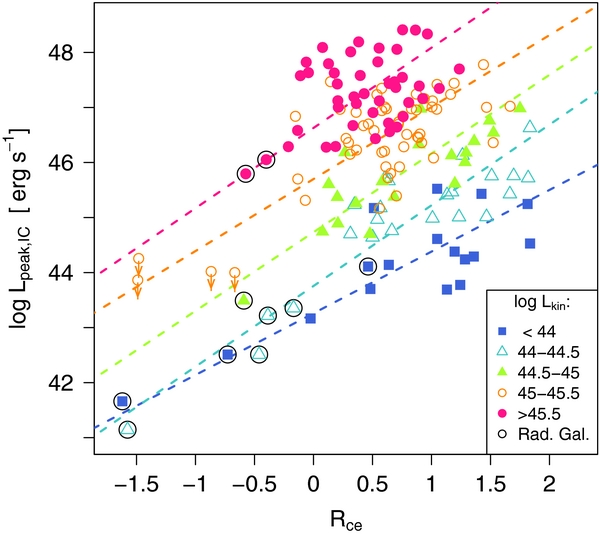 log L_peak,IC [ erg s⁻¹ ]
48
46
44
42
log L_kin:
< 44
44−44.5
44.5−45
45−45.5
>45.5
Rad. Gal.
−1.5 −1 −0.5 0 0.5 1 1.5 2
R_ce